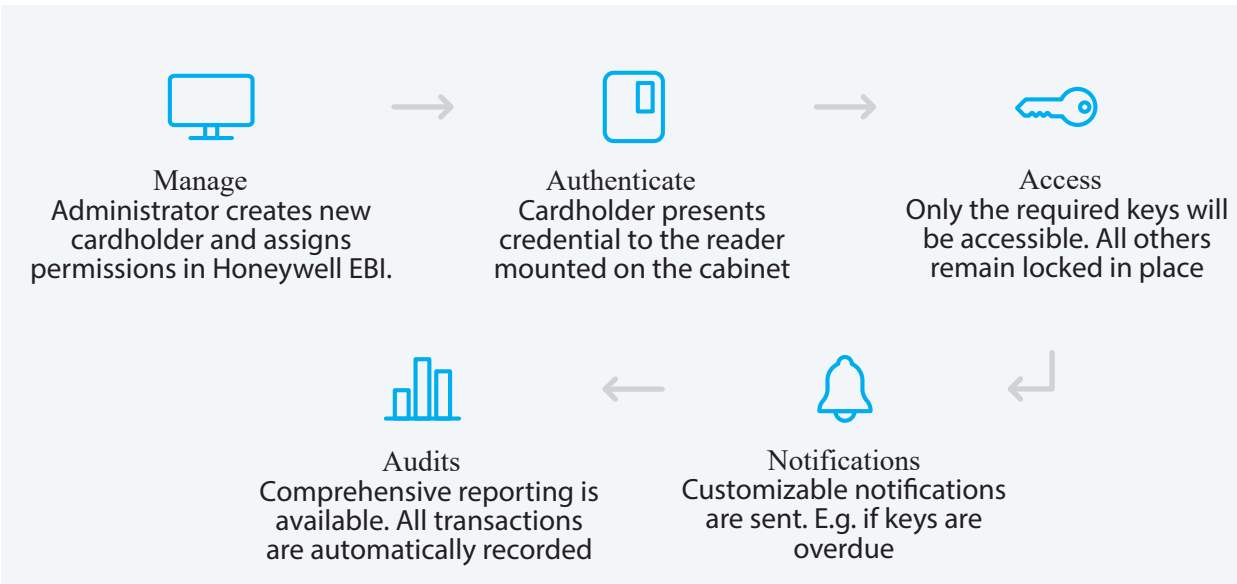 Manage
Administrator creates new
cardholder and assigns
permissions in Honeywell EBI.
Authenticate
Cardholder presents
credential to the reader
mounted on the cabinet
Access
Only the required keys will
be accessible. All others
remain locked in place
Notifications
Customizable notifications
are sent. E.g. if keys are
overdue
Audits
Comprehensive reporting is
available. All transactions
are automatically recorded